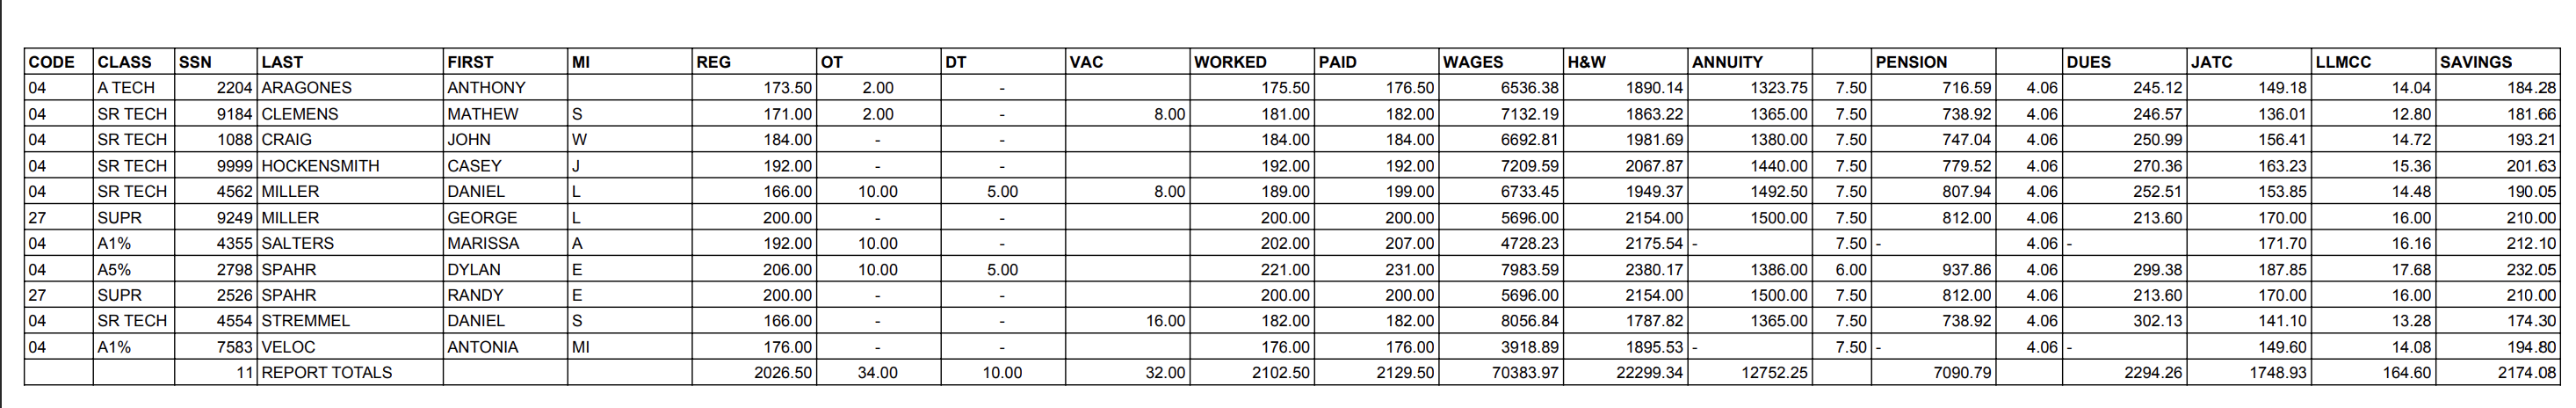 CODE CLASS SSN LAST FIRST MI REG OT DT VAC WORKED PAID WAGES H&W ANNUITY PENSION DUES JATC LLMCC SAVINGS
04 A TECH 2204 ARAGONES ANTHONY 173.50 2.00 - 175.50 176.50 6536.38 1890.14 1323.75 7.50 716.59 4.06 245.12 149.18 14.04 184.28
04 SR TECH 9184 CLEMENS MATHEW S 171.00 2.00 - 8.00 181.00 182.00 7132.19 1863.22 1365.00 7.50 738.92 4.06 246.57 136.01 12.80 181.66
04 SR TECH 1088 CRAIG JOHN W 184.00 - - 184.00 184.00 6692.81 1981.69 1380.00 7.50 747.04 4.06 250.99 156.41 14.72 193.21
04 SR TECH 9999 HOCKENSMITH CASEY J 192.00 - - 192.00 192.00 7209.59 2067.87 1440.00 7.50 779.52 4.06 270.36 163.23 15.36 201.63
04 SR TECH 4562 MILLER DANIEL L 166.00 10.00 5.00 8.00 189.00 199.00 6733.45 1949.37 1492.50 7.50 807.94 4.06 252.51 153.85 14.48 190.05
27 SUPR 9249 MILLER GEORGE L 200.00 - - 200.00 200.00 5696.00 2154.00 1500.00 7.50 812.00 4.06 213.60 170.00 16.00 210.00
04 A1% 4355 SALTERS MARISSA A 192.00 10.00 - 202.00 207.00 4728.23 2175.54 - 7.50 - 4.06 - 171.70 16.16 212.10
04 A5% 2798 SPAHR DYLAN E 206.00 10.00 5.00 221.00 231.00 7983.59 2380.17 1386.00 6.00 937.86 4.06 299.38 187.85 17.68 232.05
27 SUPR 2526 SPAHR RANDY E 200.00 - - 200.00 200.00 5696.00 2154.00 1500.00 7.50 812.00 4.06 213.60 170.00 16.00 210.00
04 SR TECH 4554 STREMMEL DANIEL S 166.00 - - 16.00 182.00 182.00 8056.84 1787.82 1365.00 7.50 738.92 4.06 302.13 141.10 13.28 174.30
04 A1% 7583 VELOC ANTONIA MI 176.00 - - 176.00 176.00 3918.89 1895.53 - 7.50 - 4.06 - 149.60 14.08 194.80
11 REPORT TOTALS 2026.50 34.00 10.00 32.00 2102.50 2129.50 70383.97 22299.34 12752.25 7090.79 2294.26 1748.93 164.60 2174.08